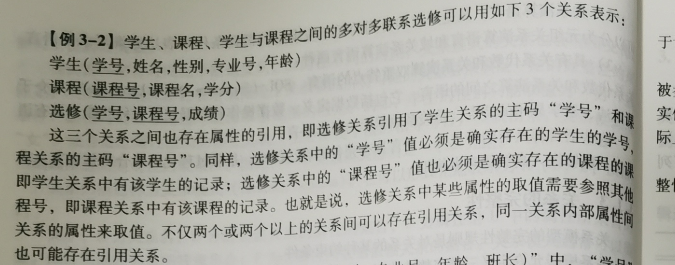 【例3-2】学生、课程、学生与课程之间的多对多联系选修可以用如下3个关系表示:
学生(学号,姓名,性别,专业号,年龄)
课程(课程号,课程名,学分)
选修(学号,课程号,成绩)
这三个关系之间也存在属性的引用,即选修关系引用了学生关系的主码“学号”和课
程关系的主码“课程号”。同样,选修关系中的“学号”值必须是确实存在的学生的学号,
即学生关系中有该学生的记录;选修关系中的“课程号”值也必须是确实存在的课程的课
程号,即课程关系中有该课程的记录。也就是说,选修关系中某些属性的取值需要参照其他
关系的属性来取值。不仅两个或两个以上的关系间可以存在引用关系,同一关系内部属性间
也可能存在引用关系。
年龄,班长)”中,“学号”
于
被
实
际
整